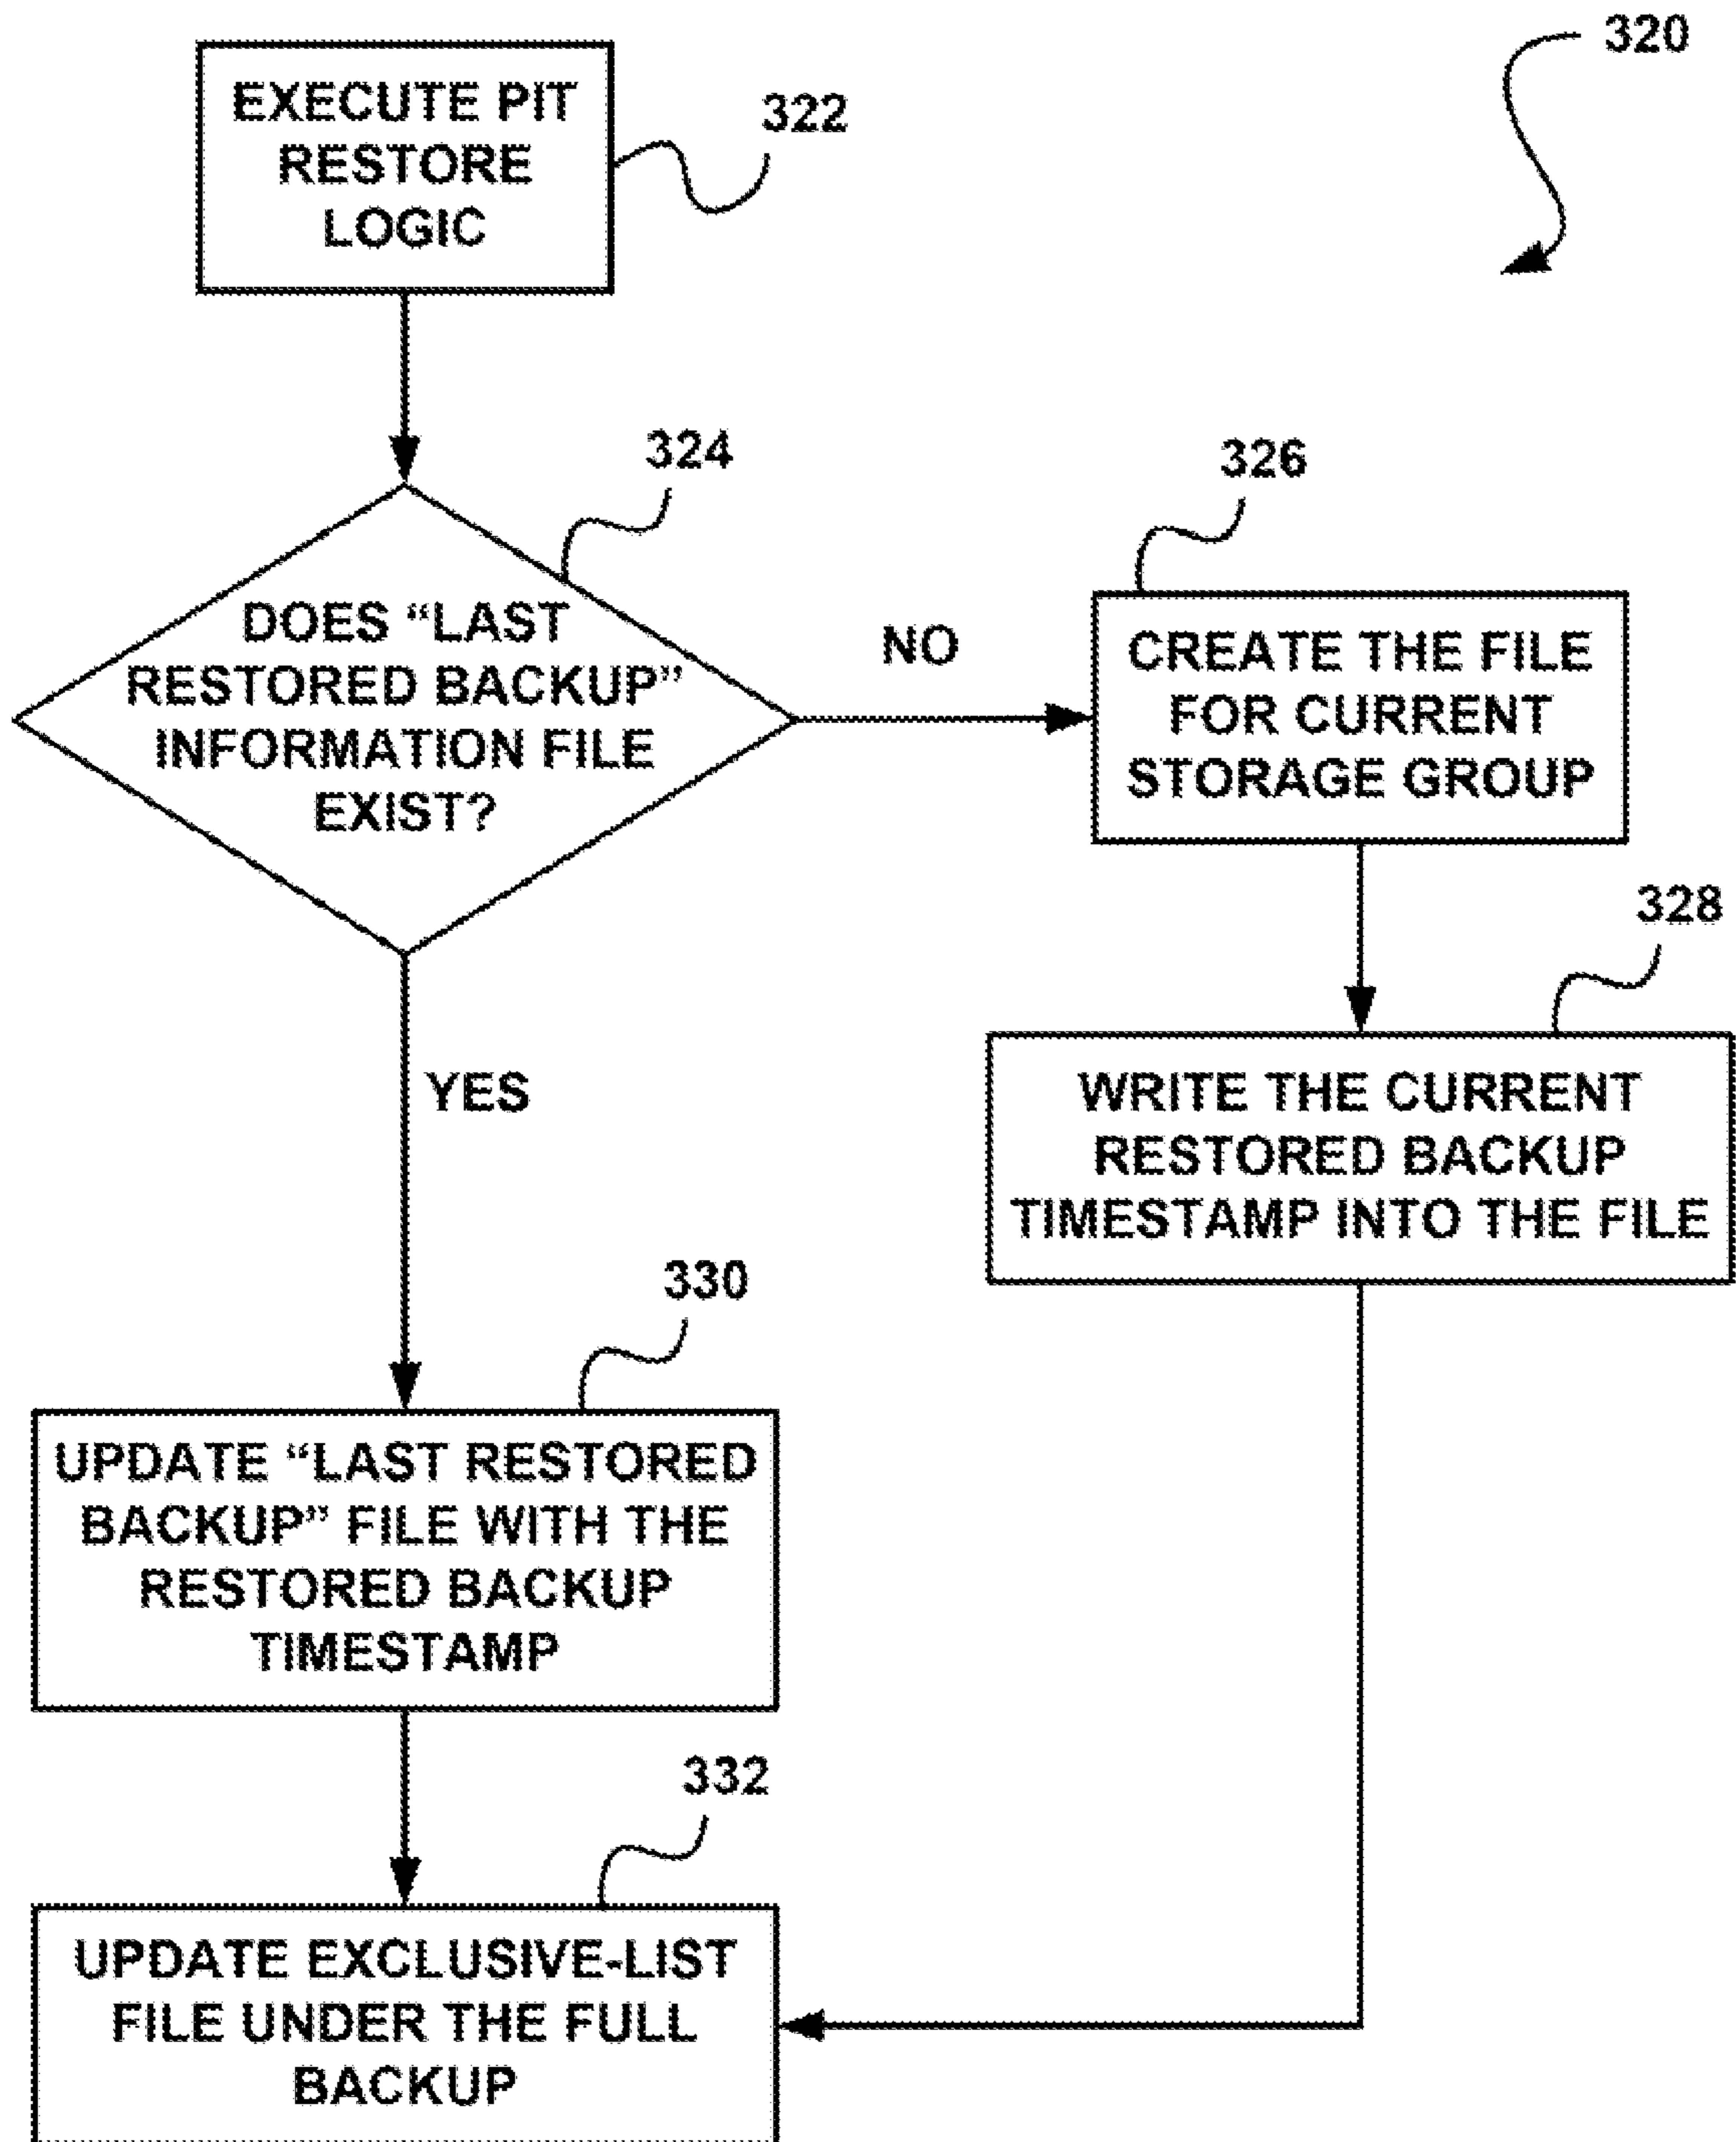 320
EXECUTE PIT
RESTORE
LOGIC
322
324
DOES “LAST
RESTORED BACKUP”
INFORMATION FILE
EXIST?
NO
326
CREATE THE FILE
FOR CURRENT
STORAGE GROUP
328
WRITE THE CURRENT
RESTORED BACKUP
TIMESTAMP INTO THE FILE
YES
330
UPDATE “LAST RESTORED
BACKUP” FILE WITH THE
RESTORED BACKUP
TIMESTAMP
332
UPDATE EXCLUSIVE-LIST
FILE UNDER THE FULL
BACKUP